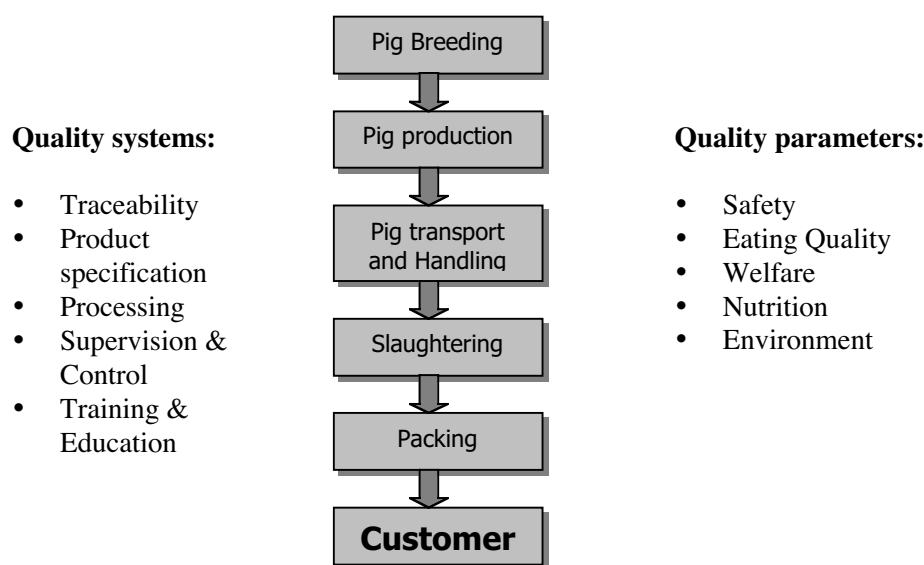 Pig Breeding
Pig production
Pig transport
and Handling
Slaughtering
Packing
Customer
Quality systems:
• Traceability
• Product
specification
• Processing
• Supervision &
Control
• Training &
Education
Quality parameters:
• Safety
• Eating Quality
• Welfare
• Nutrition
• Environment